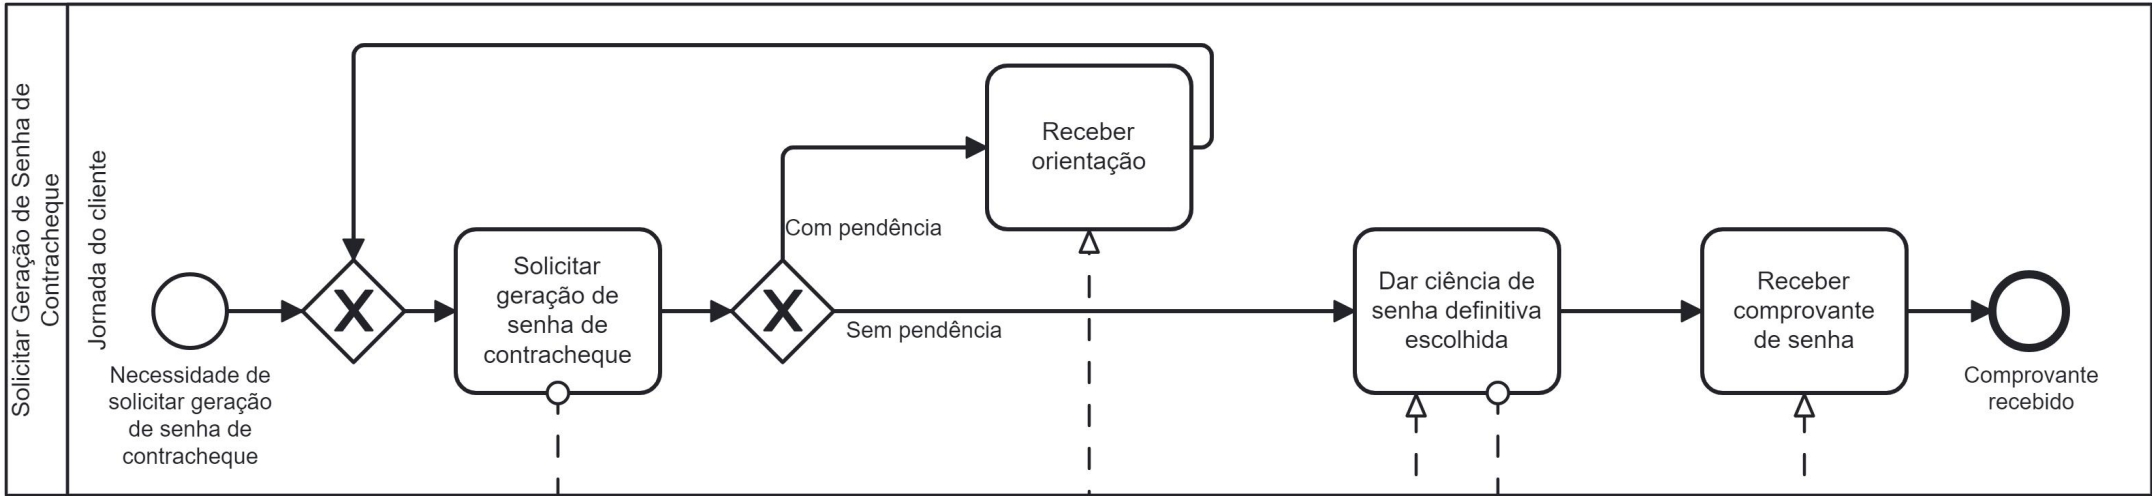 Solicitar Geração de Senha de
Contracheque
Jornada do cliente
Necessidade de
solicitar geração
de senha de
contracheque
Solicitar
geração de
senha de
contracheque
Com pendência
Sem pendência
Receber
orientação
Dar ciência de
senha definitiva
escolhida
Receber
comprovante
de senha
Comprovante
recebido